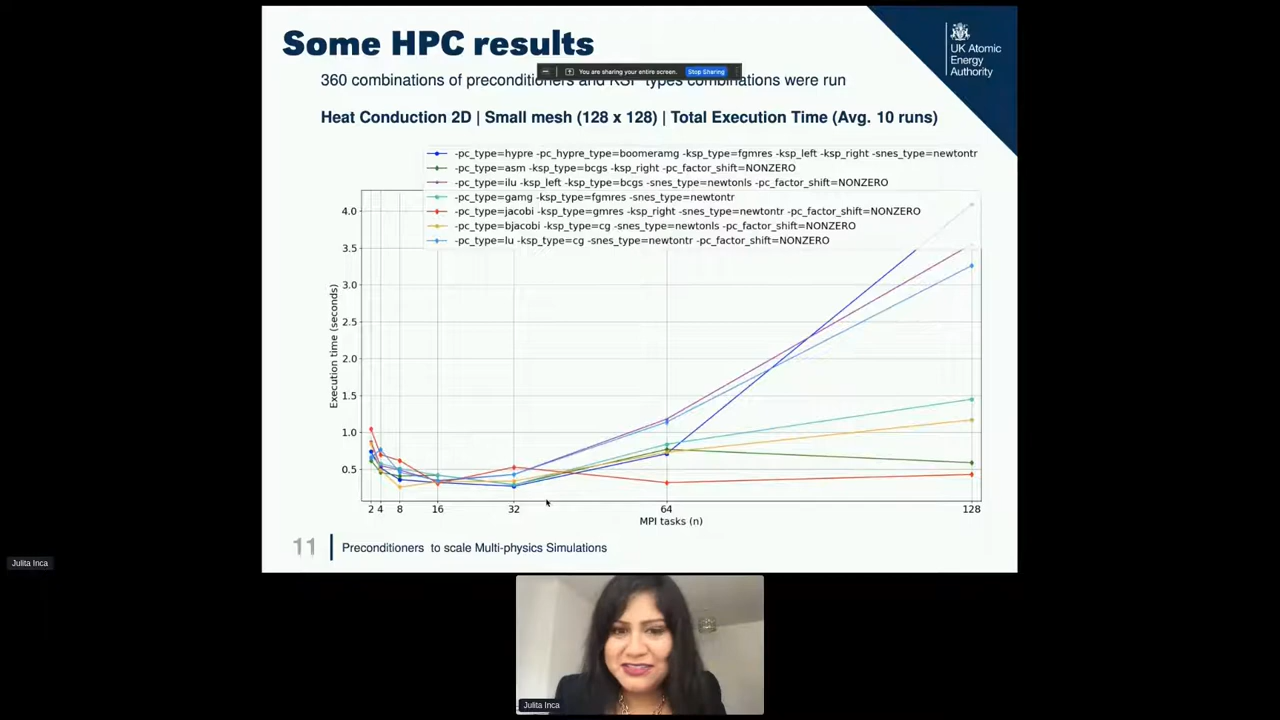 Some HPC results
UK Atomic
Energy
Authority
You are sharing your entire screen. Stop Sharing
360 combinations of preconditioners and KSP types combinations were run
Heat Conduction 2D | Small mesh (128 x 128) | Total Execution Time (Avg. 10 runs)
-pc_type=hypre -pc_hypre_type=boomeramg -ksp_type=fgmres -ksp_left -ksp_right -snes_type=newtontr
-pc_type=asm -ksp_type=bcgs -ksp_right -pc_factor_shift=NONZERO
-pc_type=ilu -ksp_left -ksp_type=bcgs -snes_type=newtonls -pc_factor_shift=NONZERO
-pc_type=gamg -ksp_type=fgmres -snes_type=newtontr
-pc_type=jacobi -ksp_type=gmres -ksp_right -snes_type=newtontr -pc_factor_shift=NONZERO
-pc_type=bjacobi -ksp_type=cg -snes_type=newtonls -pc_factor_shift=NONZERO
-pc_type=lu -ksp_type=cg -snes_type=newtontr -pc_factor_shift=NONZERO
4.0
3.5
3.0
2.5
2.0
1.5
1.0
0.5
Execution time (seconds)
2 4 8 16 32 64 128
MPI tasks (n)
11 Preconditioners to scale Multi-physics Simulations
Julita Inca
Julita Inca